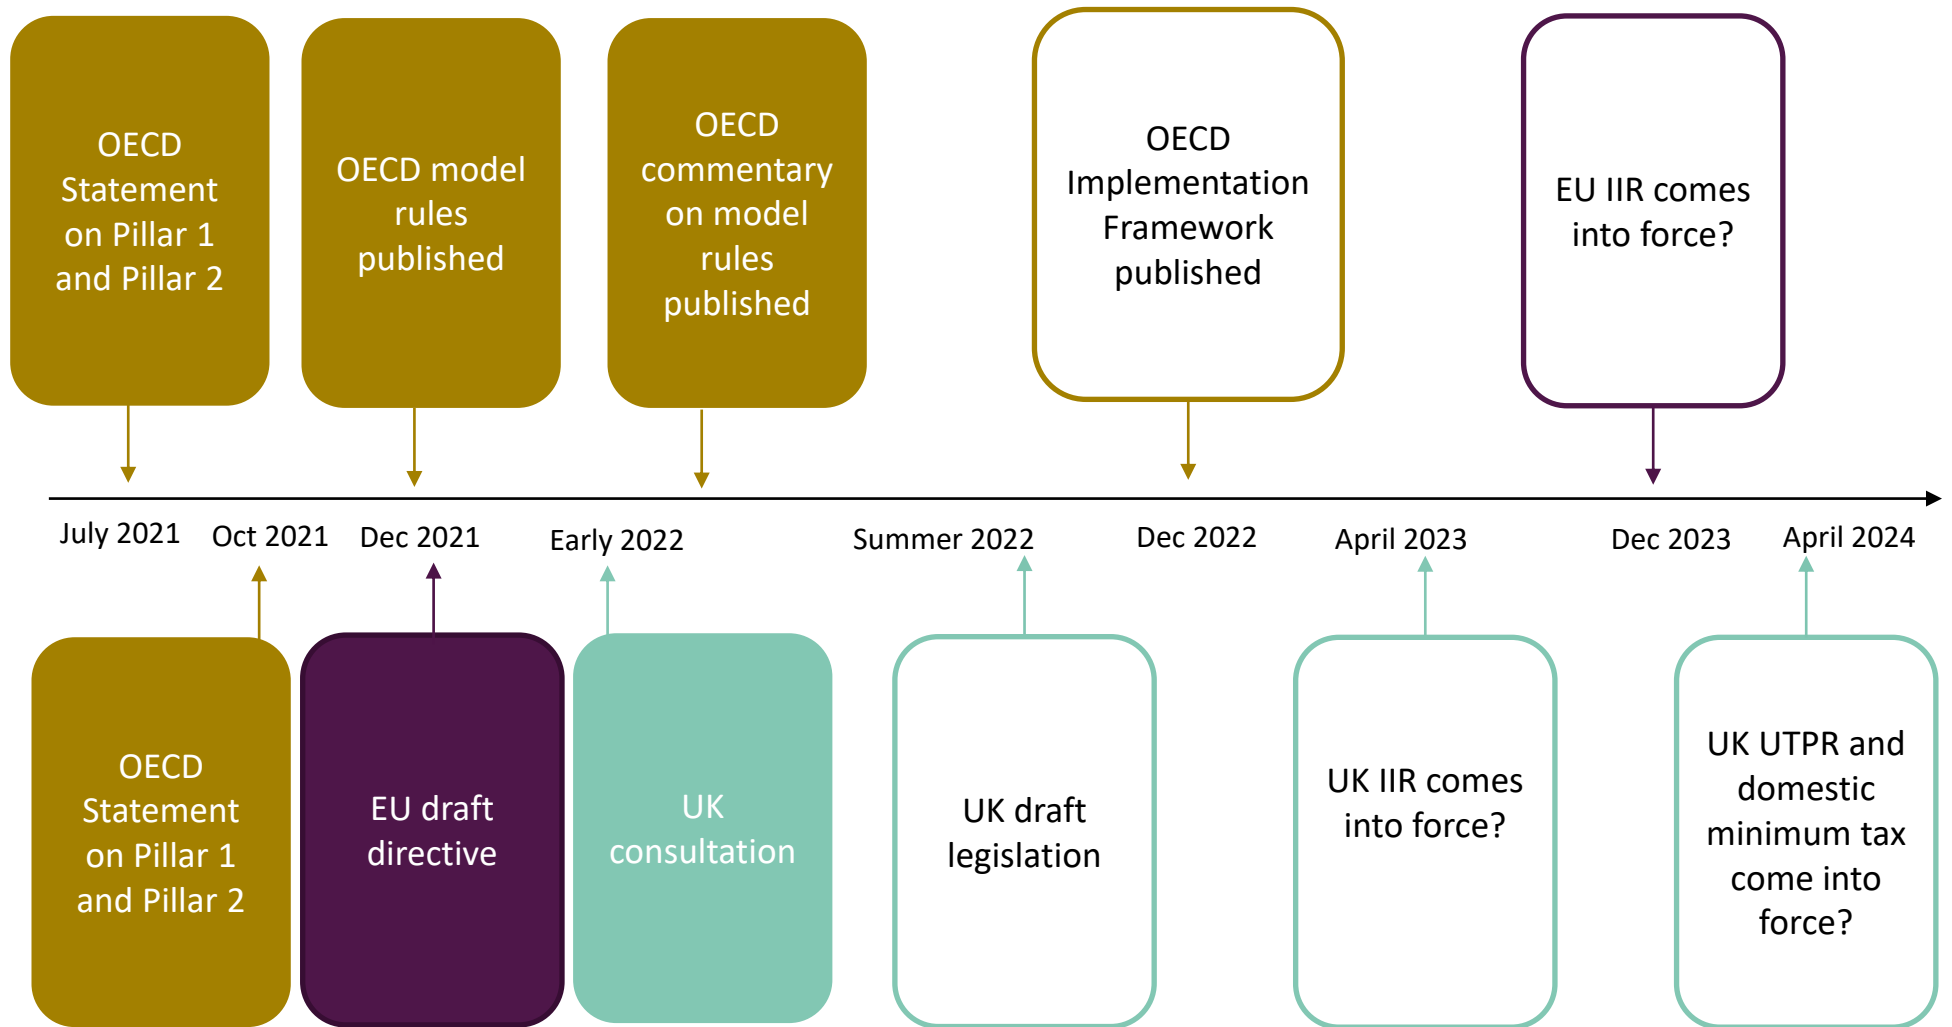 OECD
Statement
on Pillar 1
and Pillar 2
OECD model
rules
published
OECD
commentary
on model
rules
published
OECD
Implementation
Framework
published
EU IIR comes
into force?
July 2021
Oct 2021
Dec 2021
Early 2022
Summer 2022
Dec 2022
April 2023
Dec 2023
April 2024
OECD
Statement
on Pillar 1
and Pillar 2
EU draft
directive
UK
consultation
UK draft
legislation
UK IIR comes
into force?
UK UTPR and
domestic
minimum tax
come into
force?